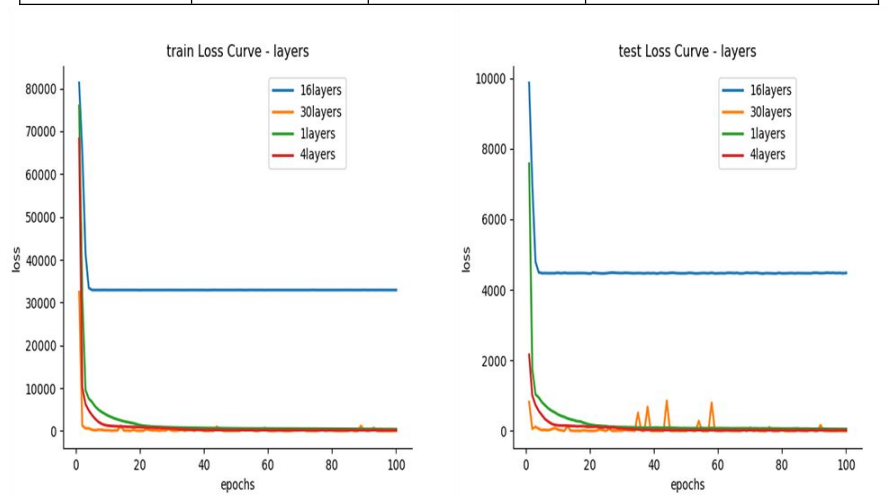 train Loss Curve - layers
80000
70000
60000
50000
40000
30000
20000
10000
0
loss
16layers
30layers
1layers
4layers
0 20 40 60 80 100
epochs
test Loss Curve - layers
10000
8000
6000
4000
2000
0
loss
16layers
30layers
1layers
4layers
0 20 40 60 80 100
epochs